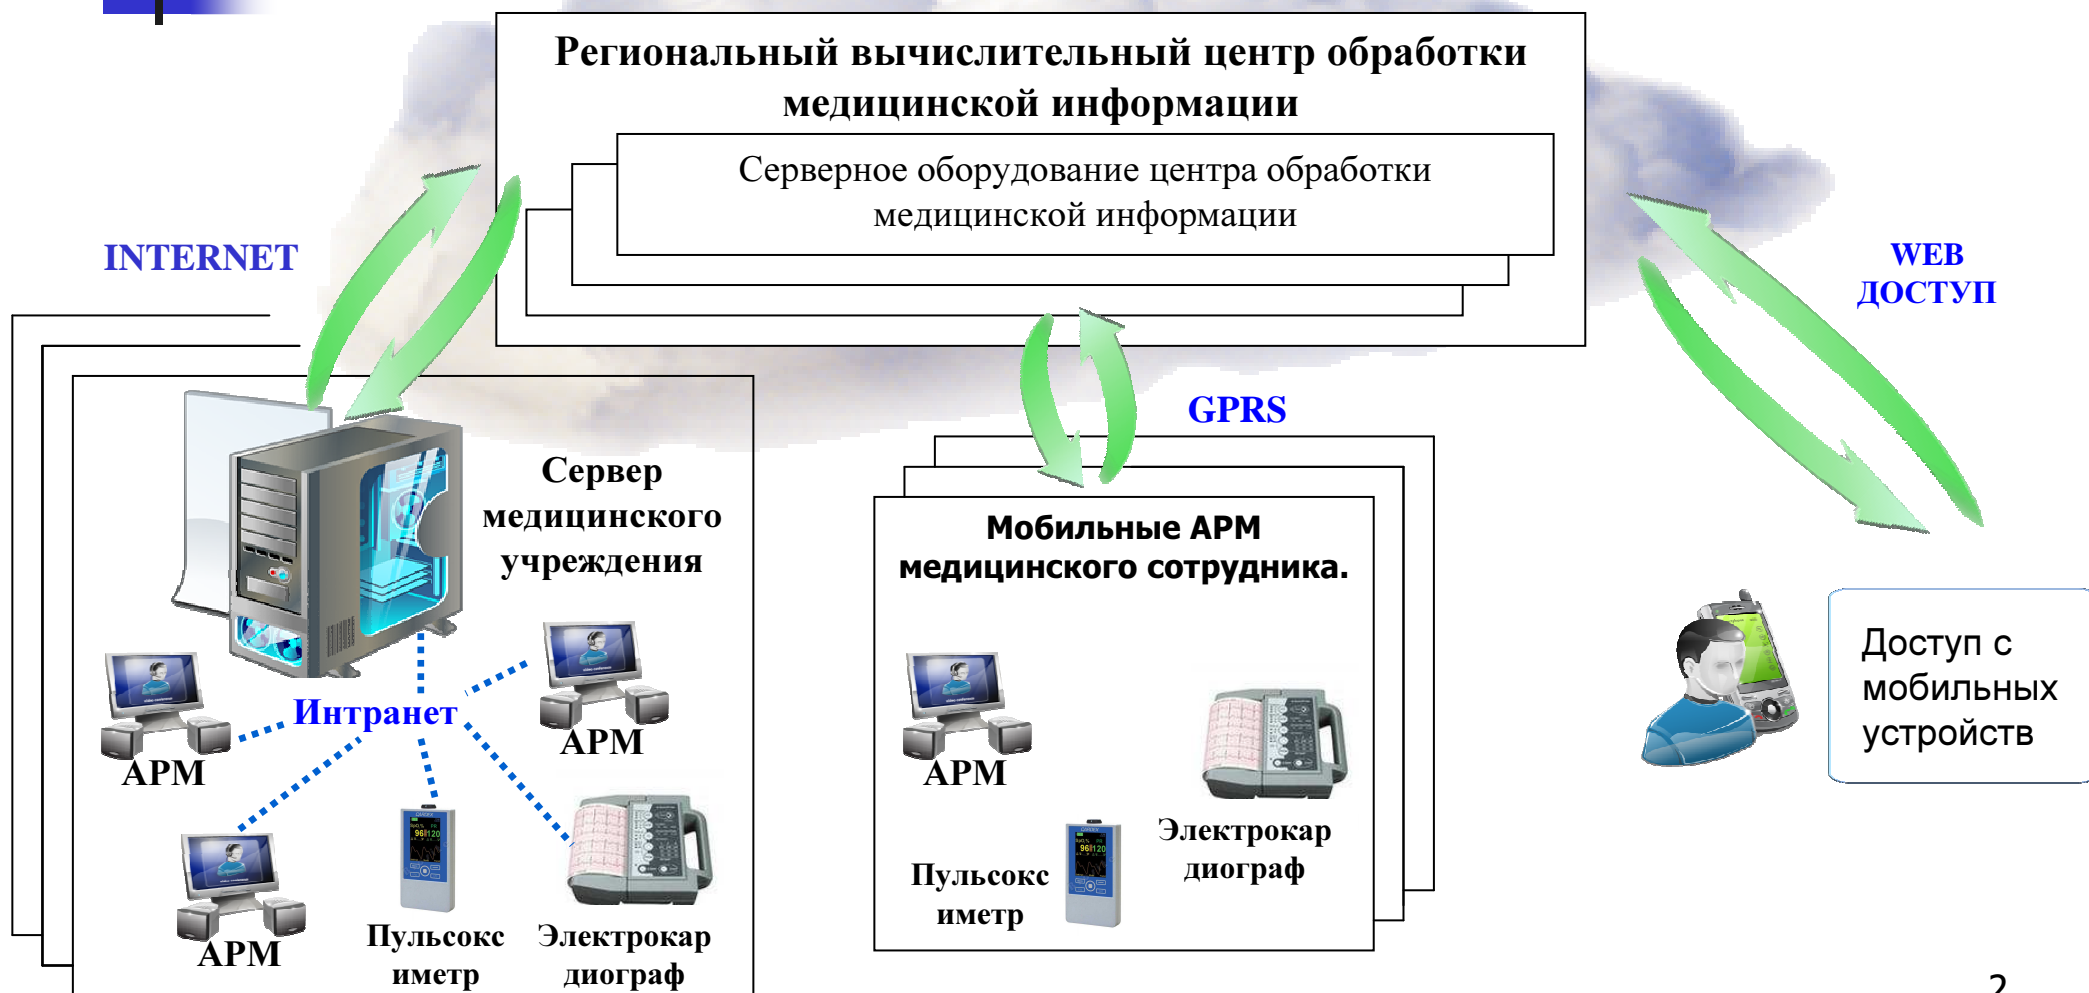 Региональный вычислительный центр обработки
медицинской информации
Серверное оборудование центра обработки
медицинской информации
INTERNET
WEB
ДОСТУП
GPRS
Сервер
медицинского
учреждения
Интранет
АРМ
АРМ
АРМ
Пульсокс
иметр
Электрокар
диограф
Мобильные АРМ
медицинского сотрудника.
АРМ
Пульсокс
иметр
Электрокар
диограф
Доступ с
мобильных
устройств
2